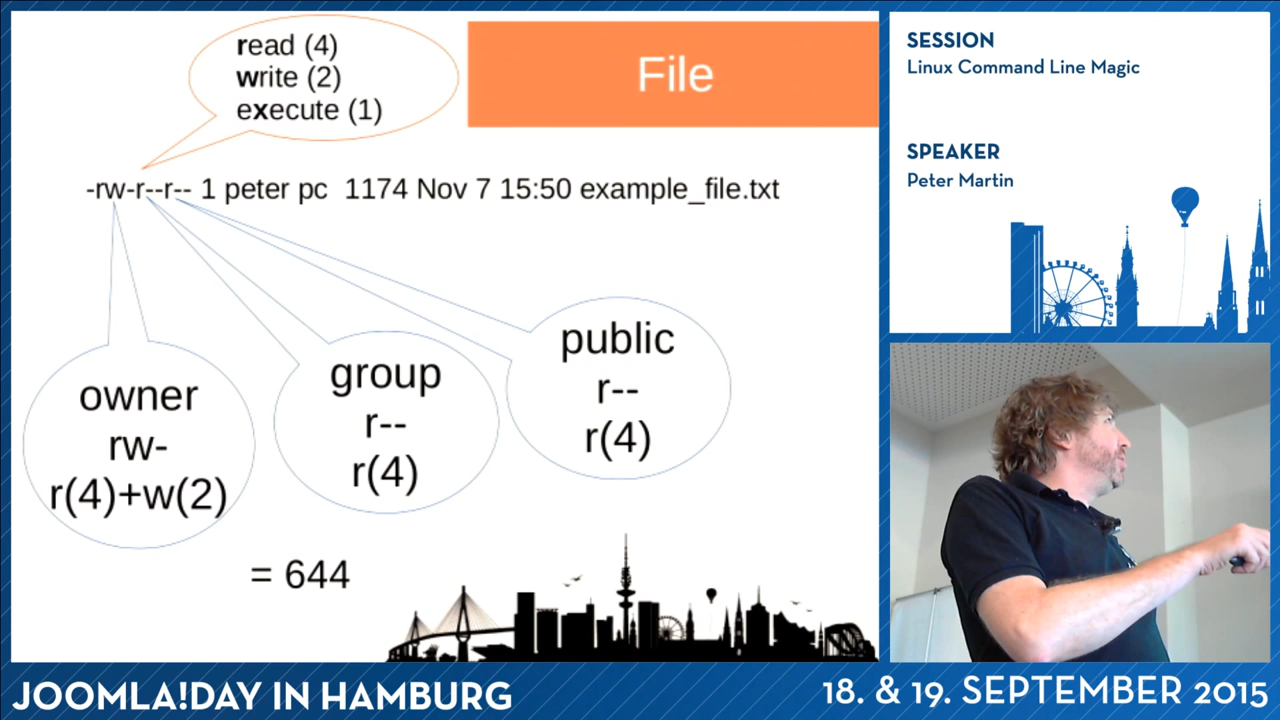 read (4)
write (2)
execute (1)
File
-rw-r--r-- 1 peter pc 1174 Nov 7 15:50 example_file.txt
owner
rw-
r(4)+w(2)
group
r--
r(4)
public
r--
r(4)
= 644
SESSION
Linux Command Line Magic
SPEAKER
Peter Martin
JOOMLA!DAY IN HAMBURG
18. & 19. SEPTEMBER 2015